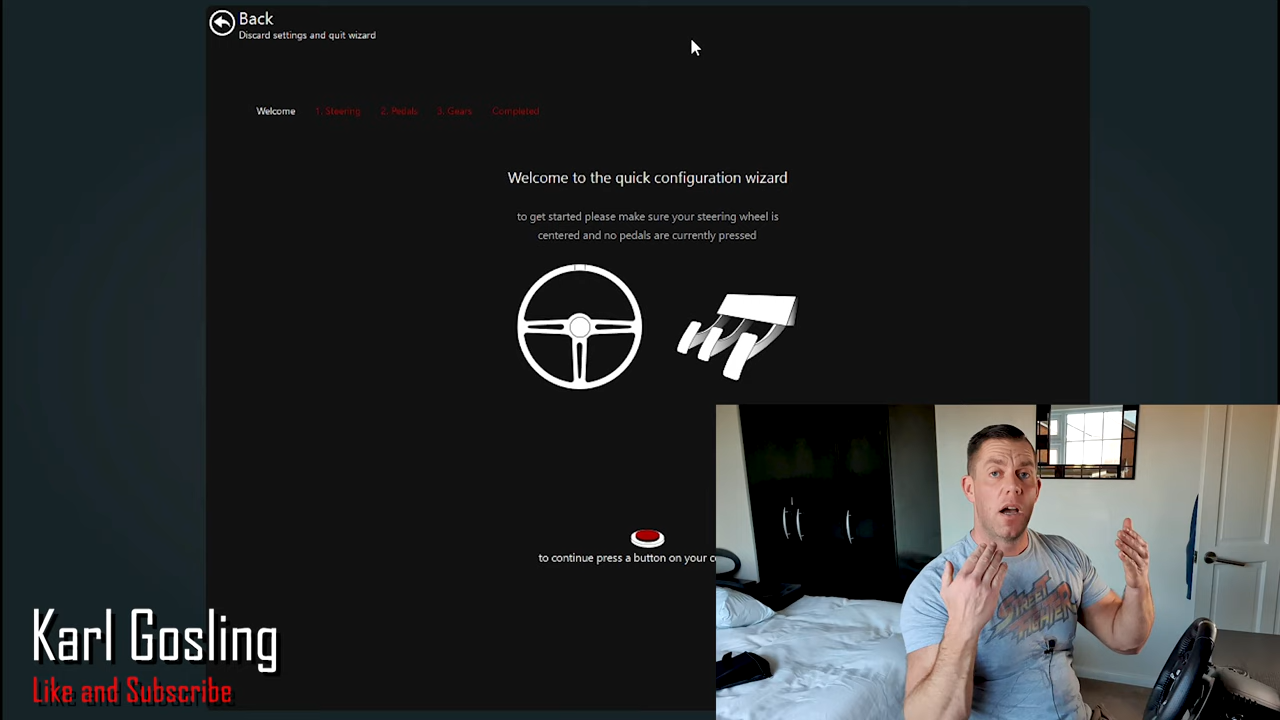 Back
Discard settings and quit wizard
Welcome 1. Steering 2. Pedals 3. Gears Completed
Welcome to the quick configuration wizard
to get started please make sure your steering wheel is
centered and no pedals are currently pressed
to continue press a button on your
STREET
FIGHTER
Karl Gosling
Like and Subscribe